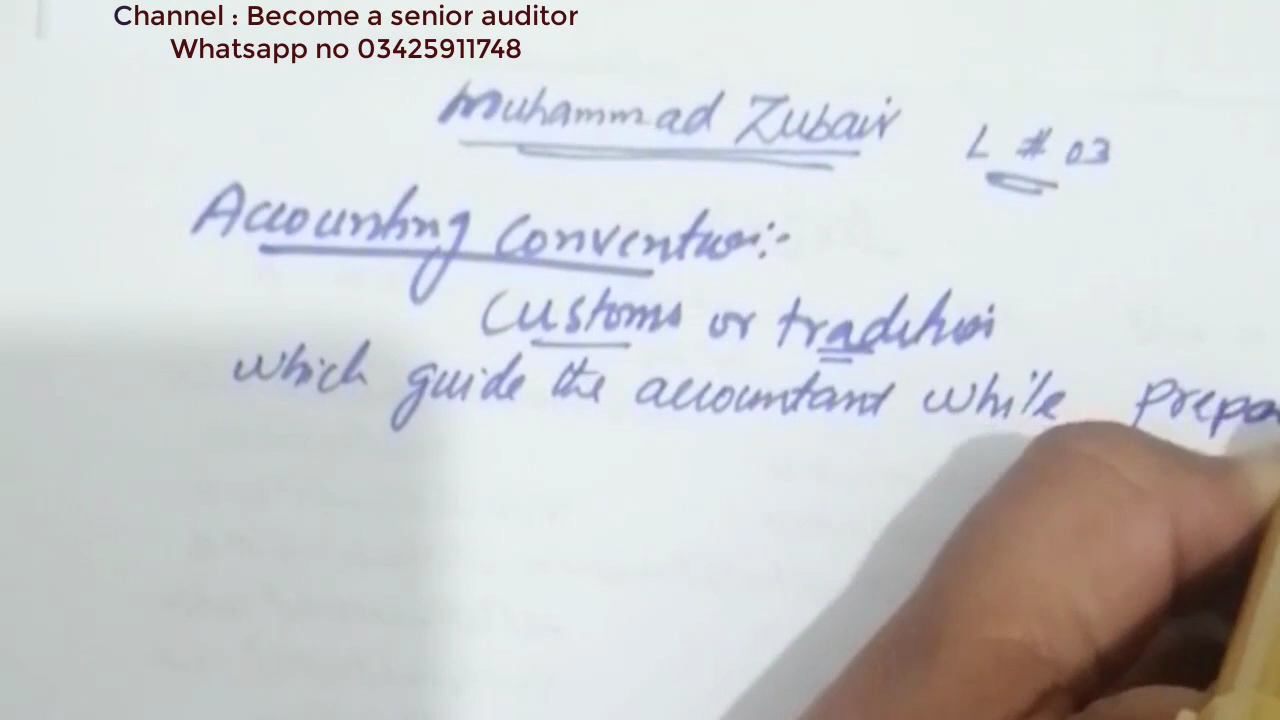 Channel : Become a senior auditor
Whatsapp no 03425911748
Muhammad Zubair
L # 03
Accounting Convention:-
Customs or tradition
which guide the accountant while prepa